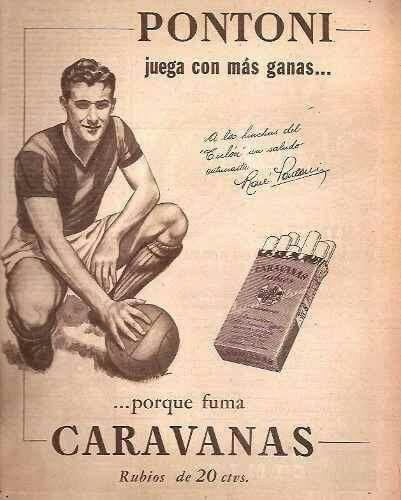 PONTONI
juega con más ganas...
A los hinchas del
"Ciclón" un saludo
entusiasta
René Pontoni
CARAVANAS
...porque fuma
CARAVANAS
Rubios de 20 ctvs.